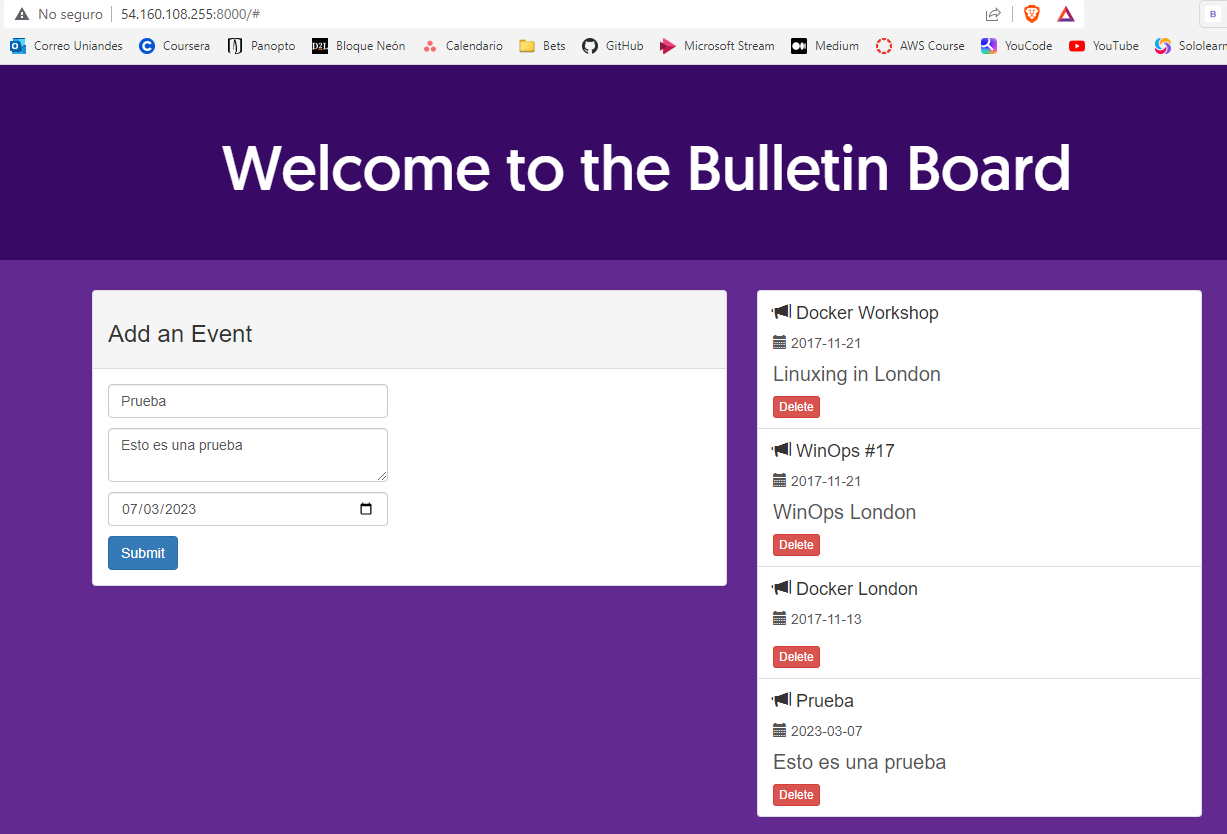 No seguro 54.160.108.255:8000/# B
Correo Uniandes Coursera Panopto D2L Bloque Neón Calendario Bets GitHub Microsoft Stream Medium AWS Course YouCode YouTube Sololearn
Welcome to the Bulletin Board
Add an Event
Prueba
Esto es una prueba
07/03/2023
Submit
Docker Workshop
2017-11-21
Linuxing in London
Delete
WinOps #17
2017-11-21
WinOps London
Delete
Docker London
2017-11-13
Delete
Prueba
2023-03-07
Esto es una prueba
Delete